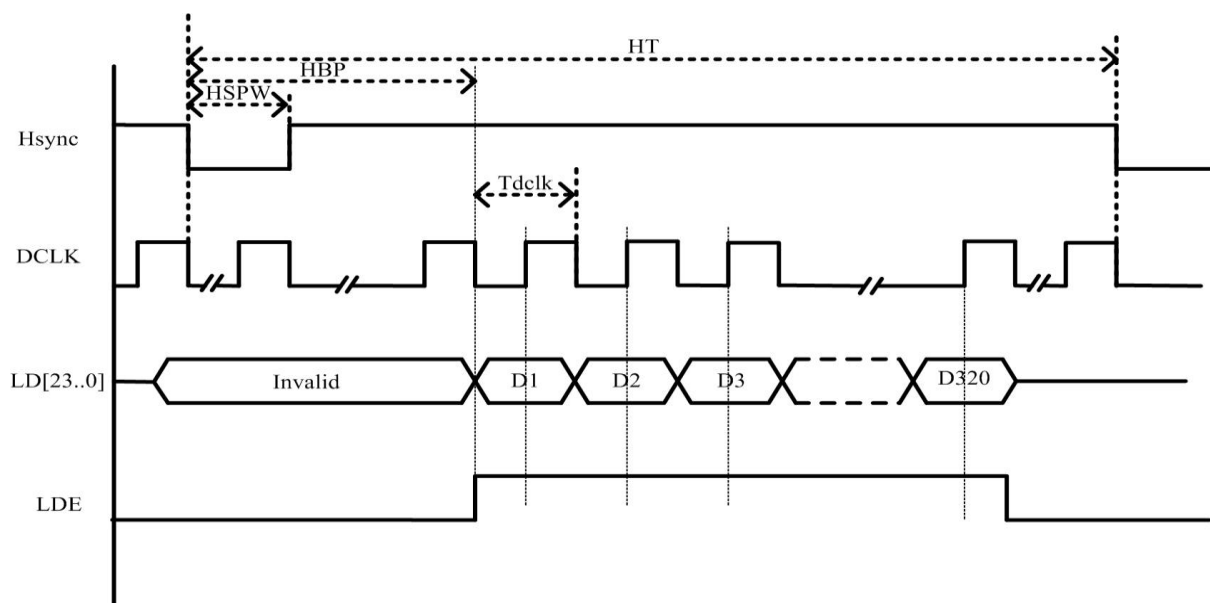 HT
HBP
HSPW
Hsync
Tdclk
DCLK
LD[23..0]
Invalid
D1
D2
D3
D320
LDE